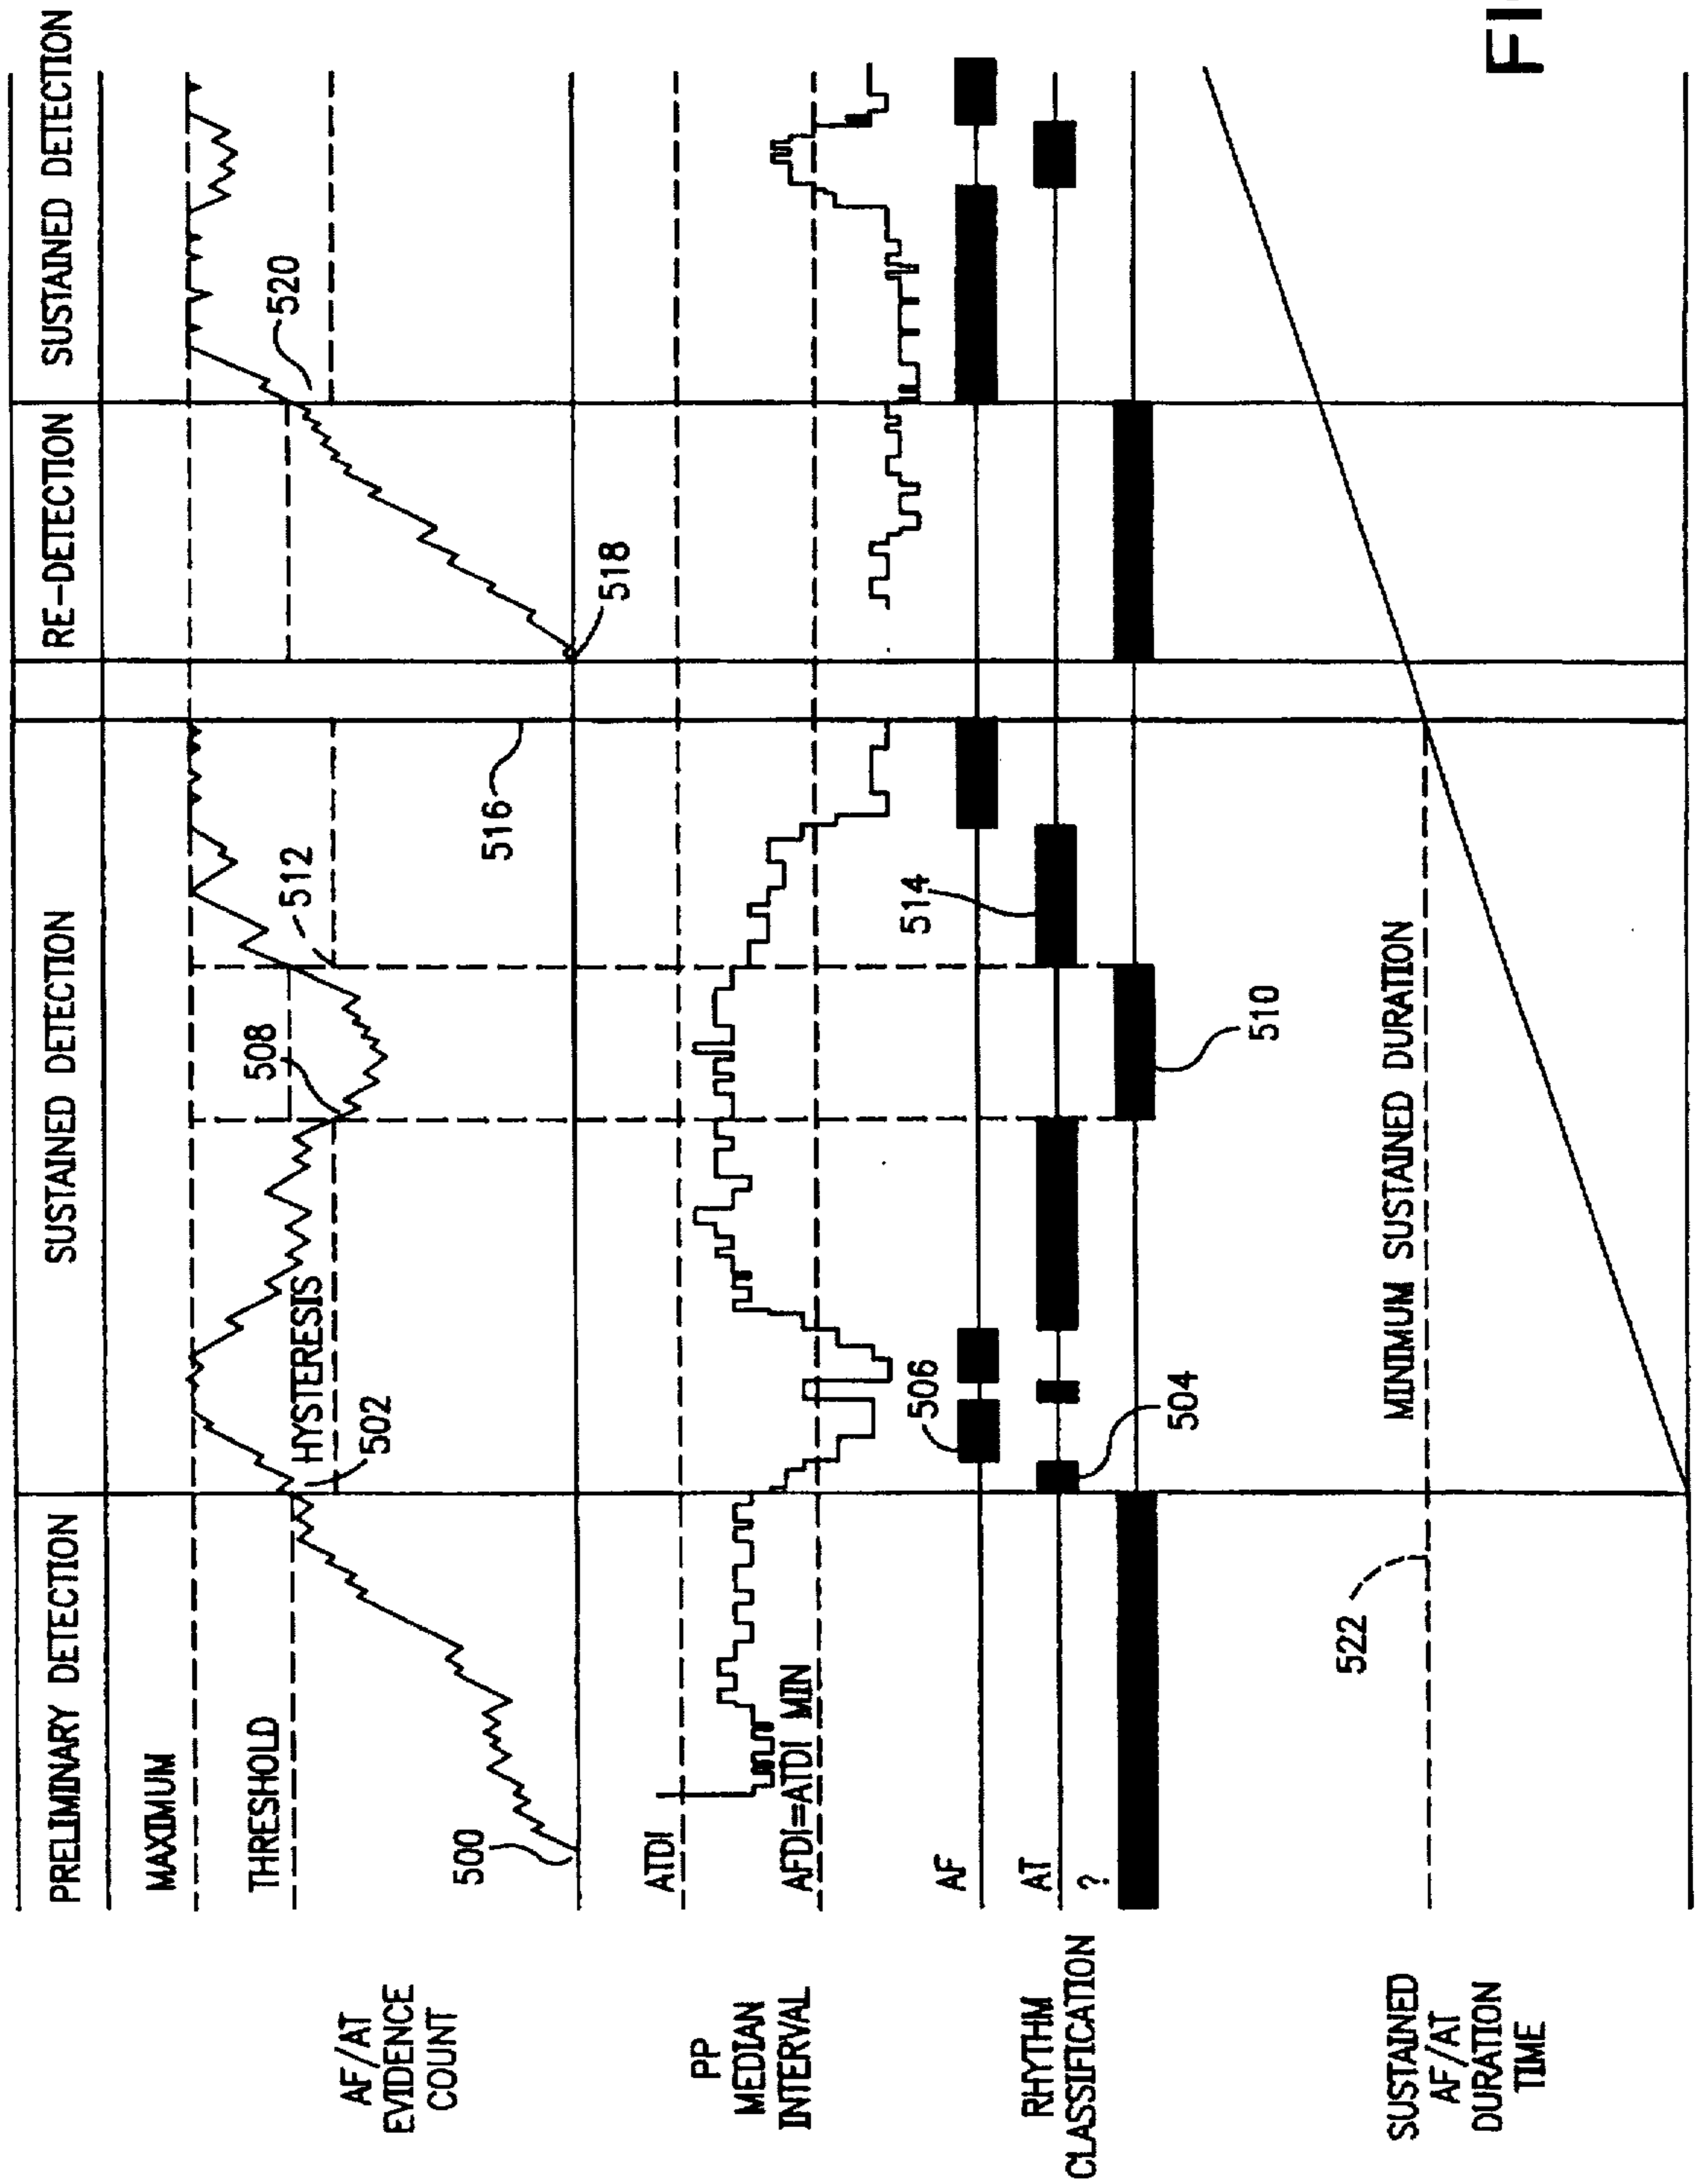 PRELIMINARY DETECTION
SUSTAINED DETECTION
RE-DETECTION
SUSTAINED DETECTION
AF/AT
EVIDENCE
COUNT
MAXIMUM
THRESHOLD
HYSTERESIS
500
502
508
512
516
518
520
PP
MEDIAN
INTERVAL
ATDI
AFDI=ATDI MIN
RHYTHM
CLASSIFICATION
AF
AT
?
506
504
514
510
SUSTAINED
AF/AT
DURATION
TIME
522
MINIMUM SUSTAINED DURATION